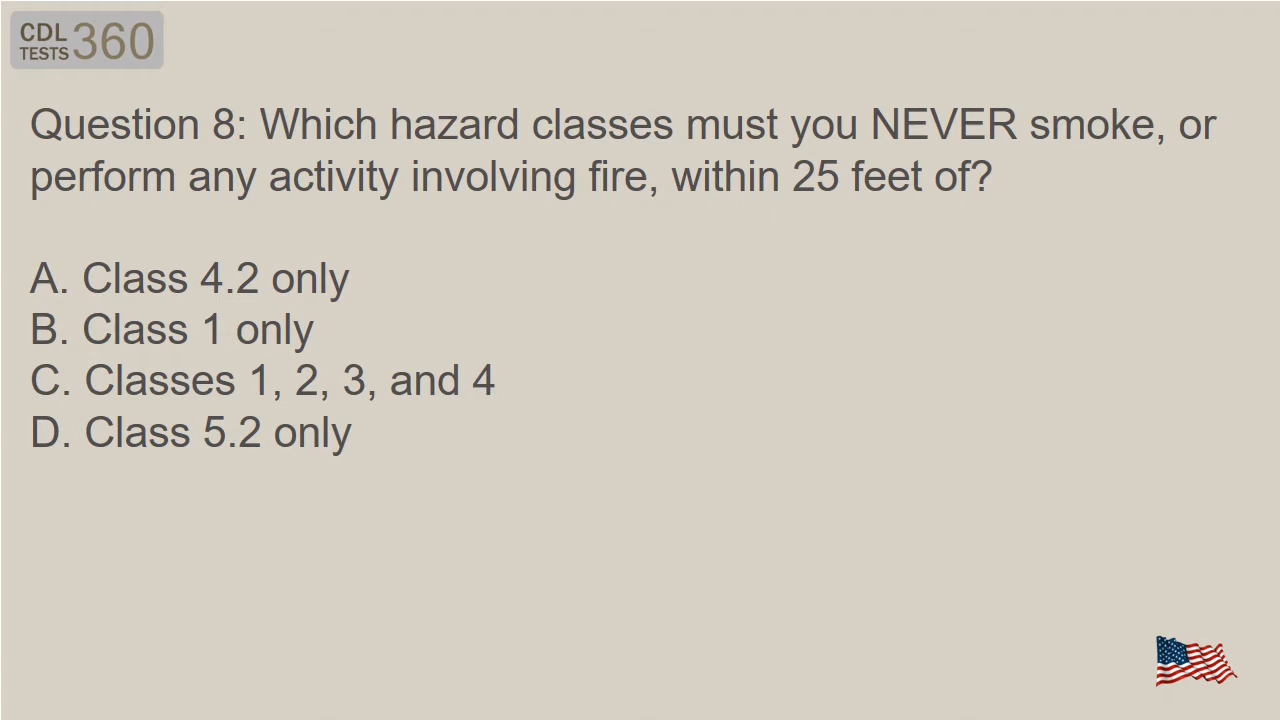 CDL
TESTS 360
Question 8: Which hazard classes must you NEVER smoke, or
perform any activity involving fire, within 25 feet of?
A. Class 4.2 only
B. Class 1 only
C. Classes 1, 2, 3, and 4
D. Class 5.2 only